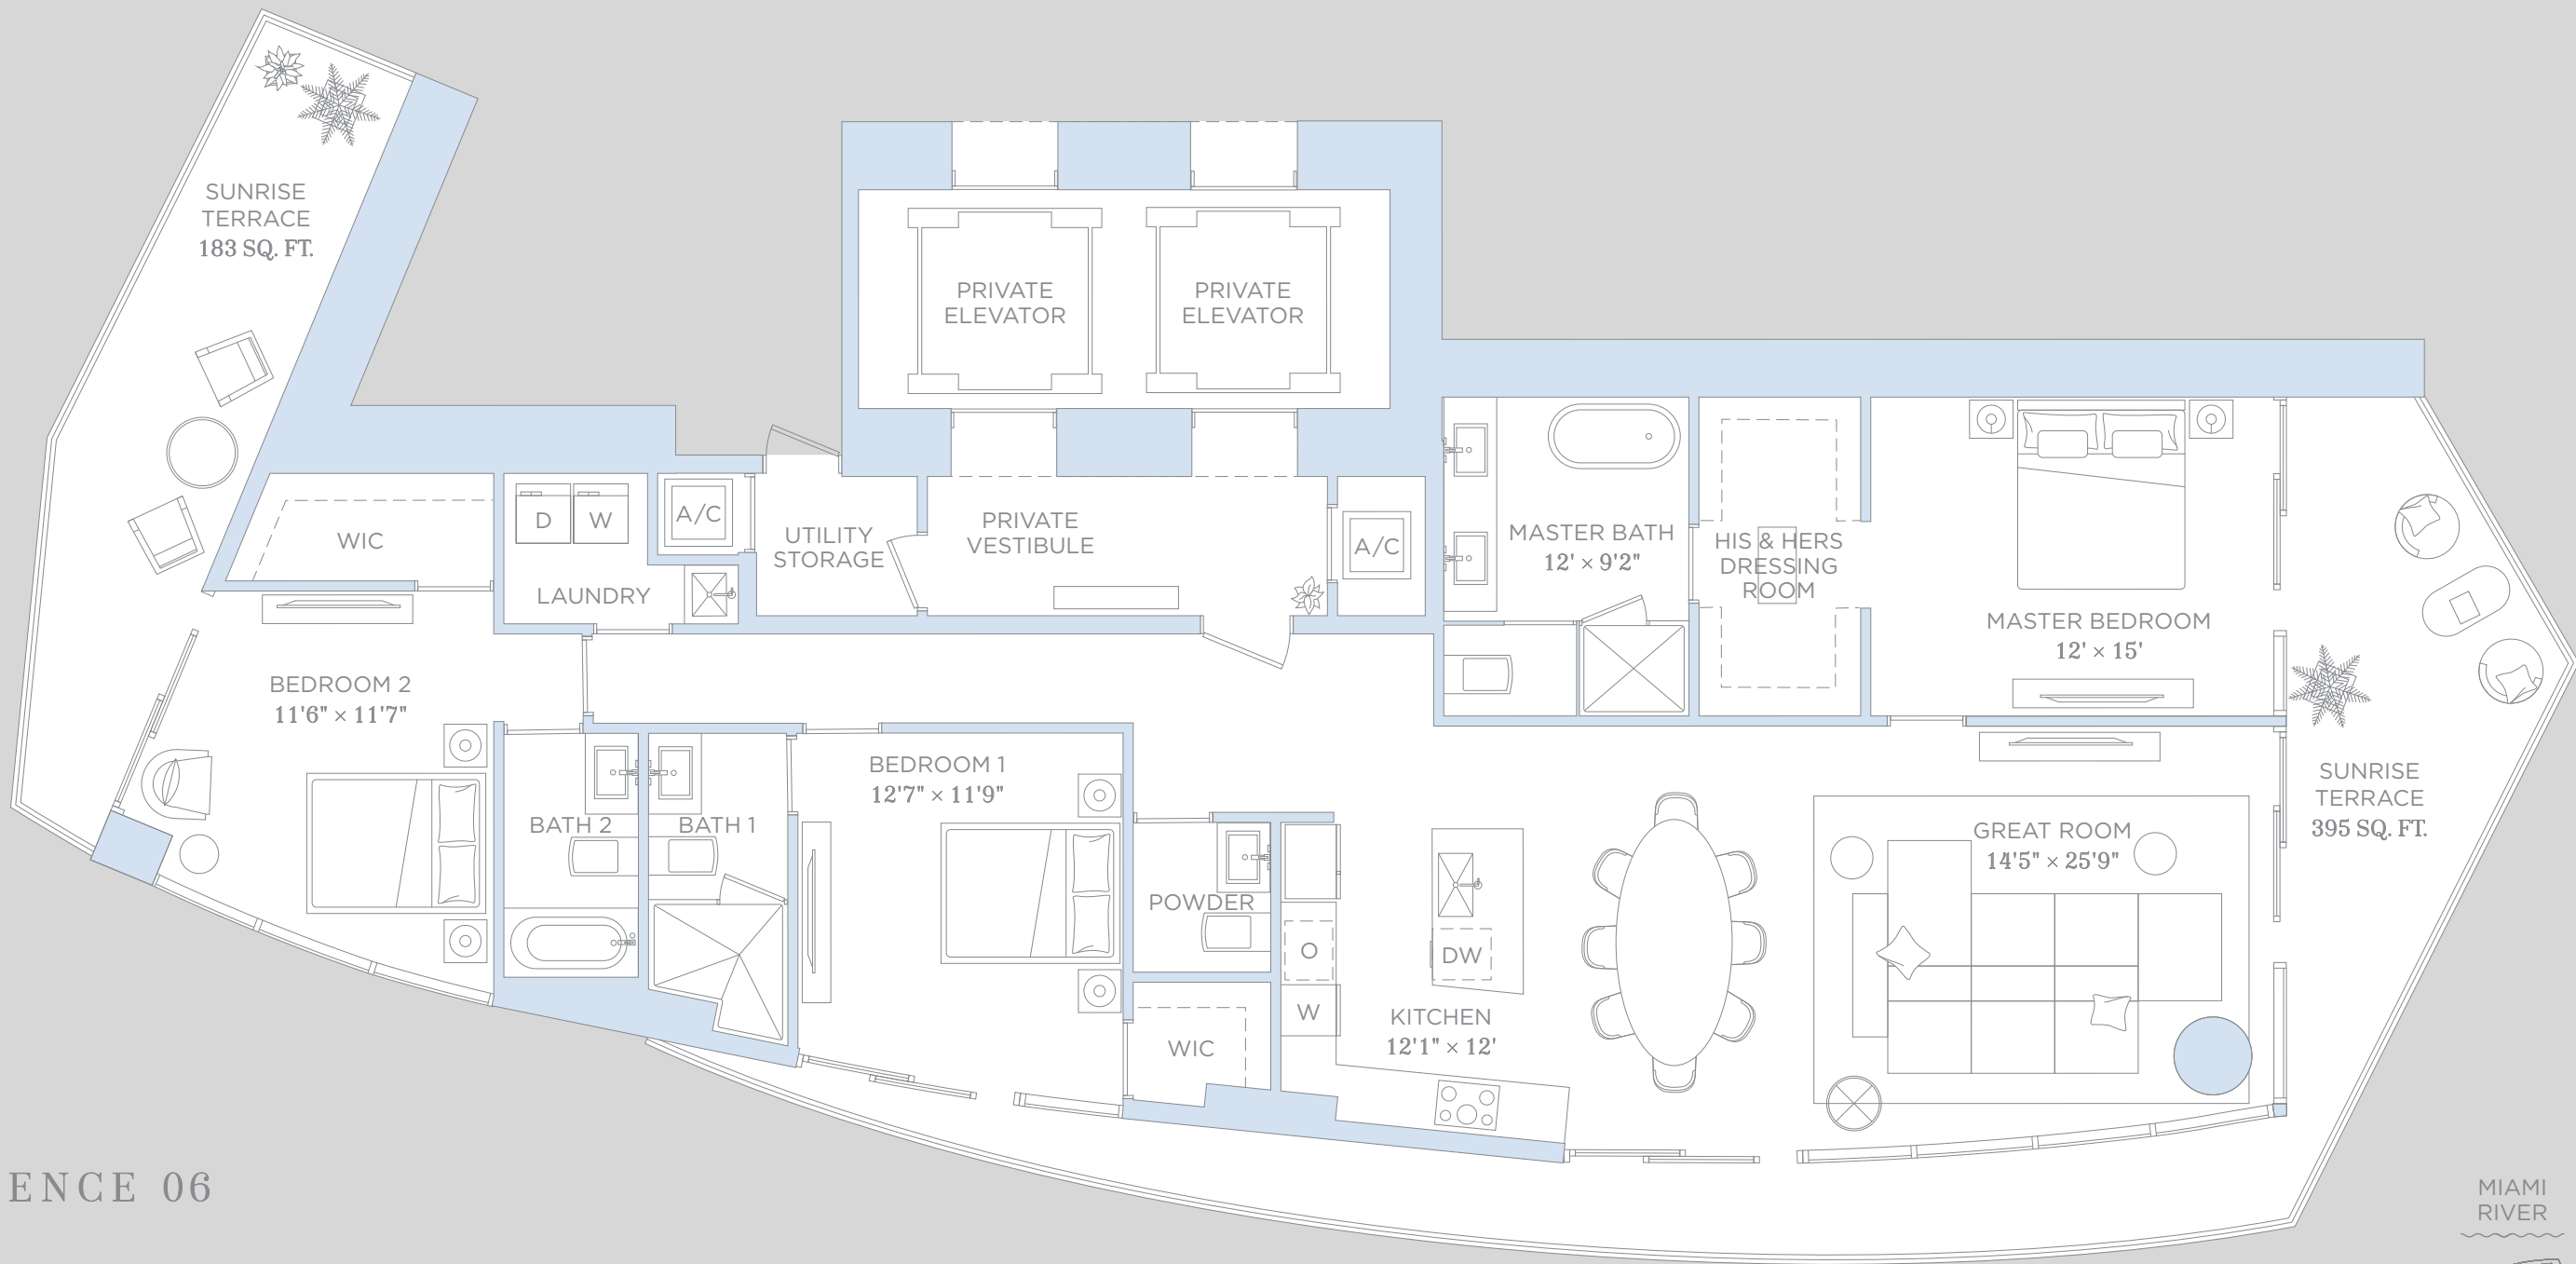 SUNRISE
TERRACE
183 SQ. FT.
PRIVATE
ELEVATOR
PRIVATE
ELEVATOR
WIC
D
W
LAUNDRY
A/C
UTILITY
STORAGE
PRIVATE
VESTIBULE
A/C
MASTER BATH
12' × 9'2"
HIS & HERS
DRESSING
ROOM
MASTER BEDROOM
12' × 15'
BEDROOM 2
11'6" × 11'7"
BATH 2
BATH 1
BEDROOM 1
12'7" × 11'9"
POWDER
WIC
O
W
DW
KITCHEN
12'1" × 12'
GREAT ROOM
14'5" × 25'9"
SUNRISE
TERRACE
395 SQ. FT.
ENCE 06
MIAMI
RIVER